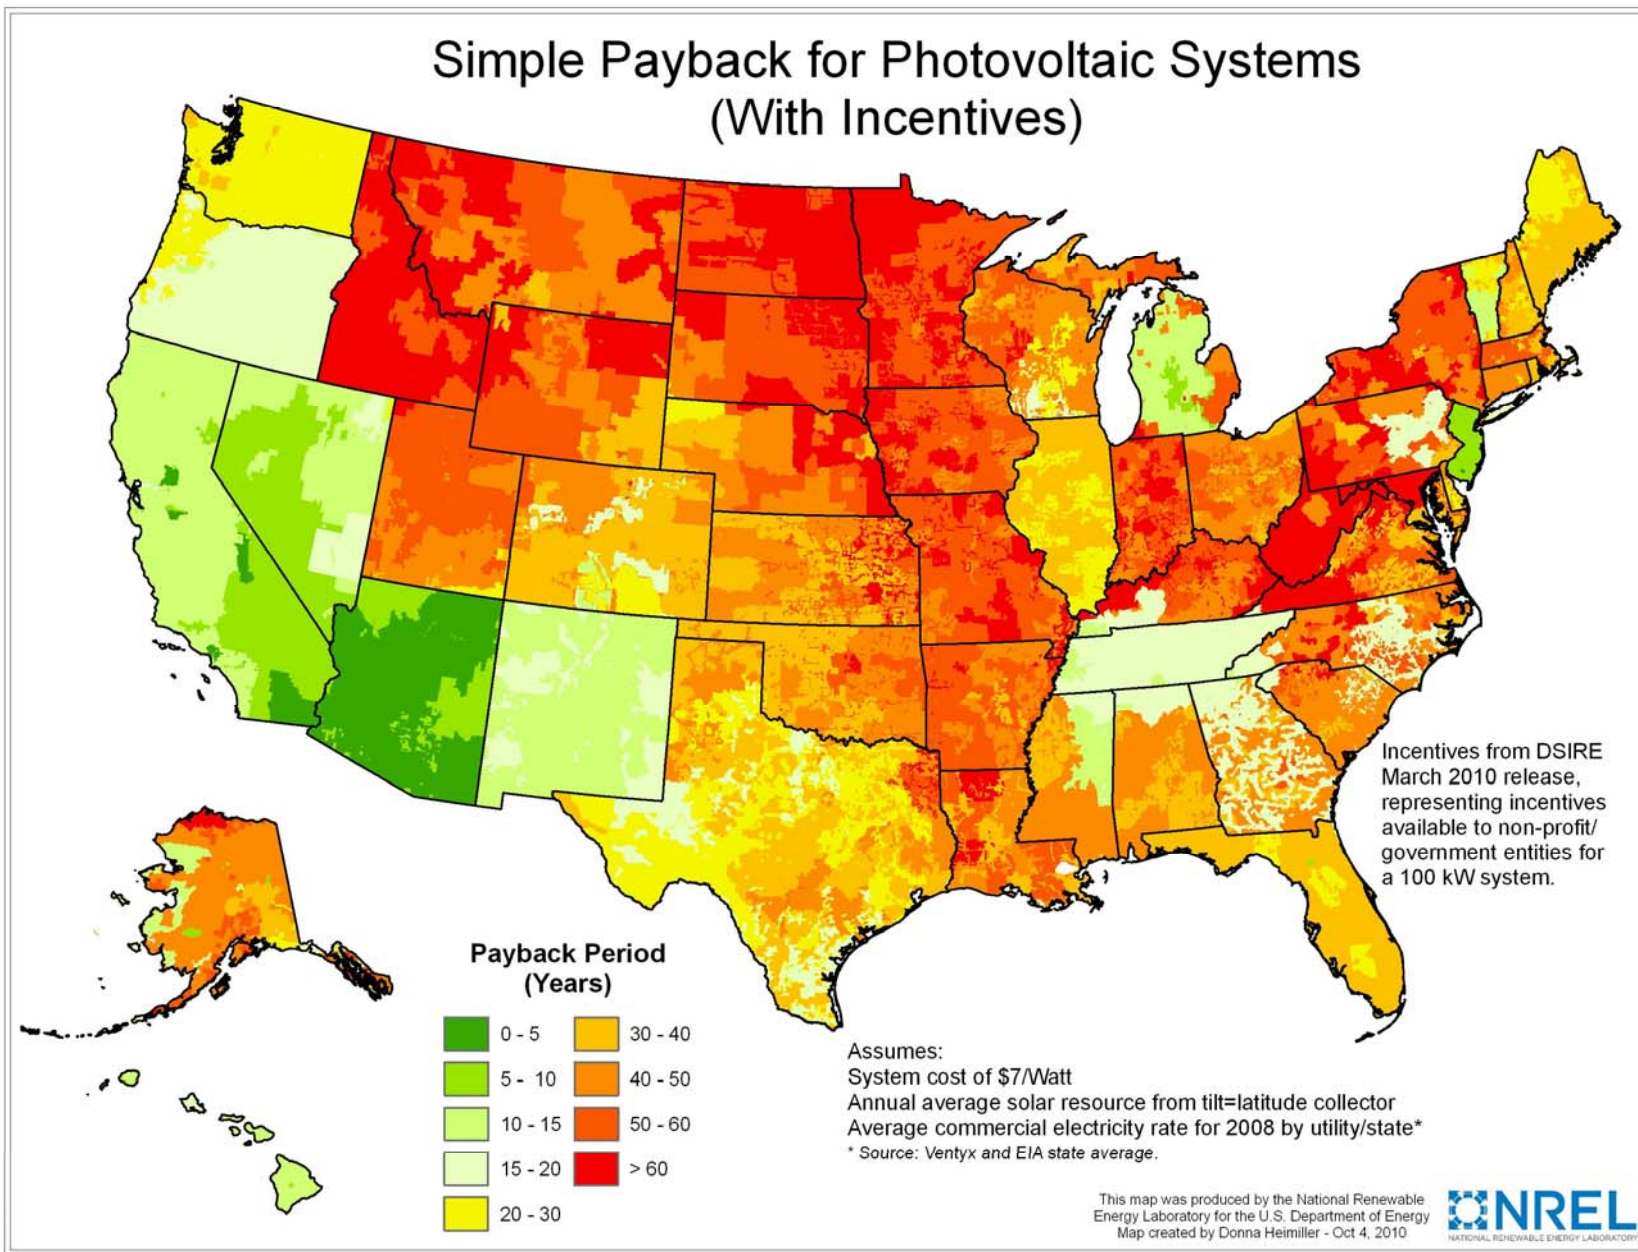 Simple Payback for Photovoltaic Systems
(With Incentives)
Incentives from DSIRE
March 2010 release,
representing incentives
available to non-profit/
government entities for
a 100 kW system.
Payback Period
(Years)
0 - 5
5 - 10
10 - 15
15 - 20
20 - 30
30 - 40
40 - 50
50 - 60
> 60
Assumes:
System cost of $7/Watt
Annual average solar resource from tilt=latitude collector
Average commercial electricity rate for 2008 by utility/state*
* Source: Ventyx and EIA state average.
This map was produced by the National Renewable
Energy Laboratory for the U.S. Department of Energy
Map created by Donna Heimiller - Oct 4, 2010
NREL
NATIONAL RENEWABLE ENERGY LABORATORY